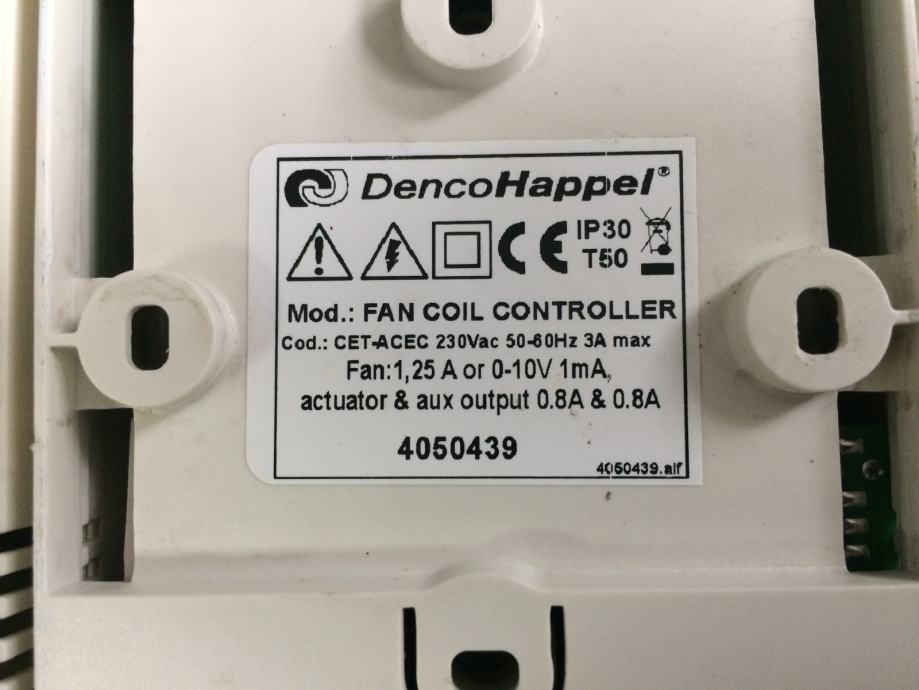 DencoHappel®
CE IP30
T50
Mod.: FAN COIL CONTROLLER
Cod.: CET-ACEC 230Vac 50-60Hz 3A max
Fan:1,25 A or 0-10V 1mA,
actuator & aux output 0.8A & 0.8A
4050439
4050439.alf